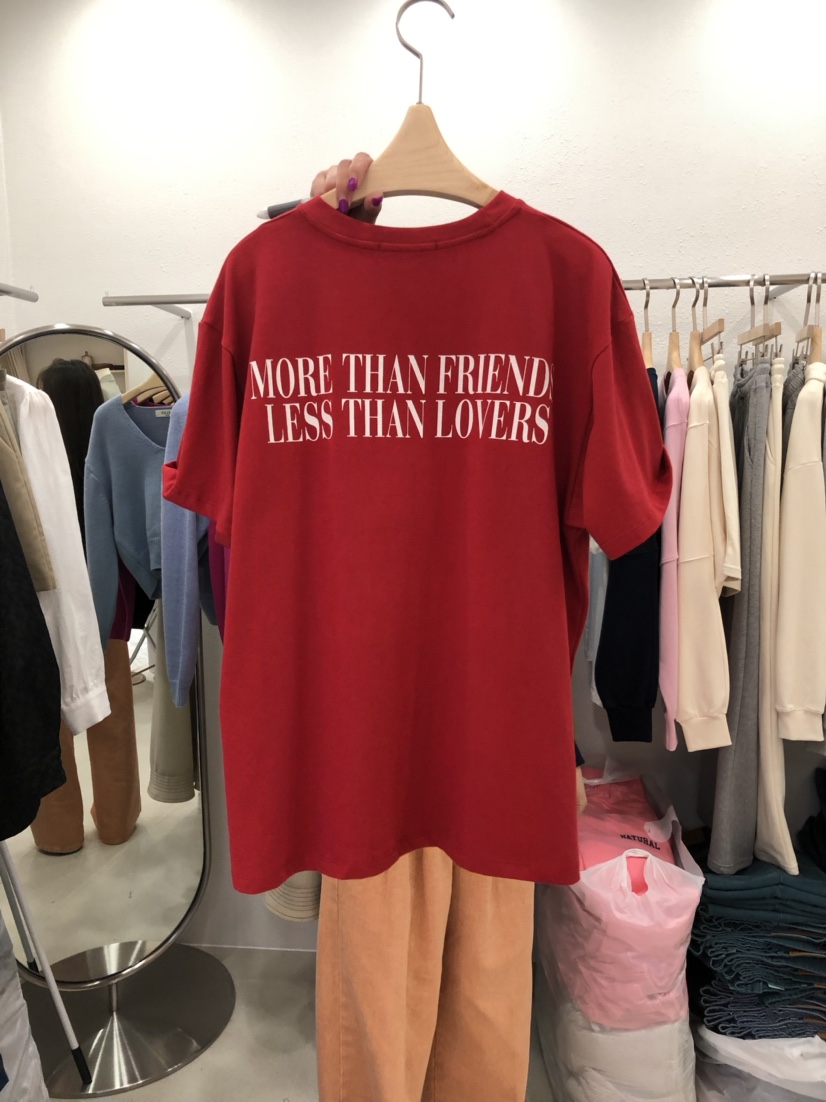 MORE THAN FRIENDS
LESS THAN LOVERS
NATURAL